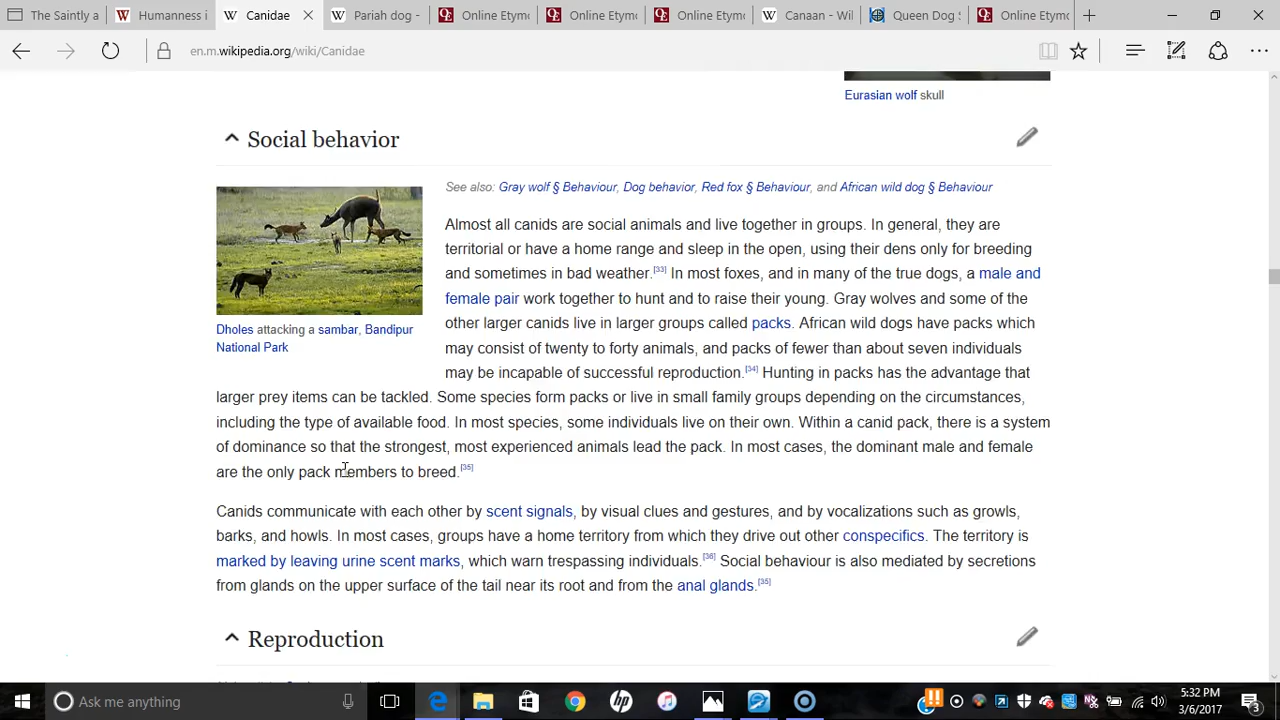 The Saintly a
Humanness i
Canidae
Pariah dog -
Online Etymo
Online Etymo
Online Etymo
Canaan - Wil
Queen Dog S
Online Etymo
en.m.wikipedia.org/wiki/Canidae
Eurasian wolf skull
Social behavior
See also: Gray wolf § Behaviour, Dog behavior, Red fox § Behaviour, and African wild dog § Behaviour
Dholes attacking a sambar, Bandipur
National Park
Almost all canids are social animals and live together in groups. In general, they are
territorial or have a home range and sleep in the open, using their dens only for breeding
and sometimes in bad weather.[33] In most foxes, and in many of the true dogs, a male and
female pair work together to hunt and to raise their young. Gray wolves and some of the
other larger canids live in larger groups called packs. African wild dogs have packs which
may consist of twenty to forty animals, and packs of fewer than about seven individuals
may be incapable of successful reproduction.[34] Hunting in packs has the advantage that
larger prey items can be tackled. Some species form packs or live in small family groups depending on the circumstances,
including the type of available food. In most species, some individuals live on their own. Within a canid pack, there is a system
of dominance so that the strongest, most experienced animals lead the pack. In most cases, the dominant male and female
are the only pack members to breed.[35]
Canids communicate with each other by scent signals, by visual clues and gestures, and by vocalizations such as growls,
barks, and howls. In most cases, groups have a home territory from which they drive out other conspecifics. The territory is
marked by leaving urine scent marks, which warn trespassing individuals.[36] Social behaviour is also mediated by secretions
from glands on the upper surface of the tail near its root and from the anal glands.[35]
Reproduction
Ask me anything
5:32 PM
3/6/2017
3